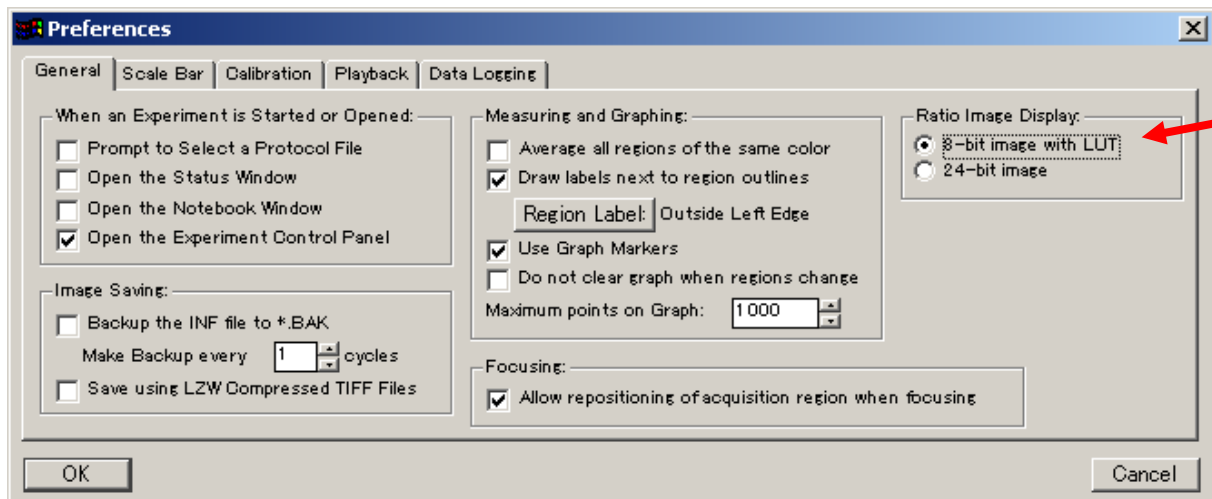 Preferences
General Scale Bar Calibration Playback Data Logging
When an Experiment is Started or Opened:
Prompt to Select a Protocol File
Open the Status Window
Open the Notebook Window
Open the Experiment Control Panel
Image Saving:
Backup the INF file to *.BAK
Make Backup every 1 cycles
Save using LZW Compressed TIFF Files
Measuring and Graphing:
Average all regions of the same color
Draw labels next to region outlines
Region Label: Outside Left Edge
Use Graph Markers
Do not clear graph when regions change
Maximum points on Graph: 1000
Focusing:
Allow repositioning of acquisition region when focusing
Ratio Image Display:
8-bit image with LUT
24-bit image
OK Cancel